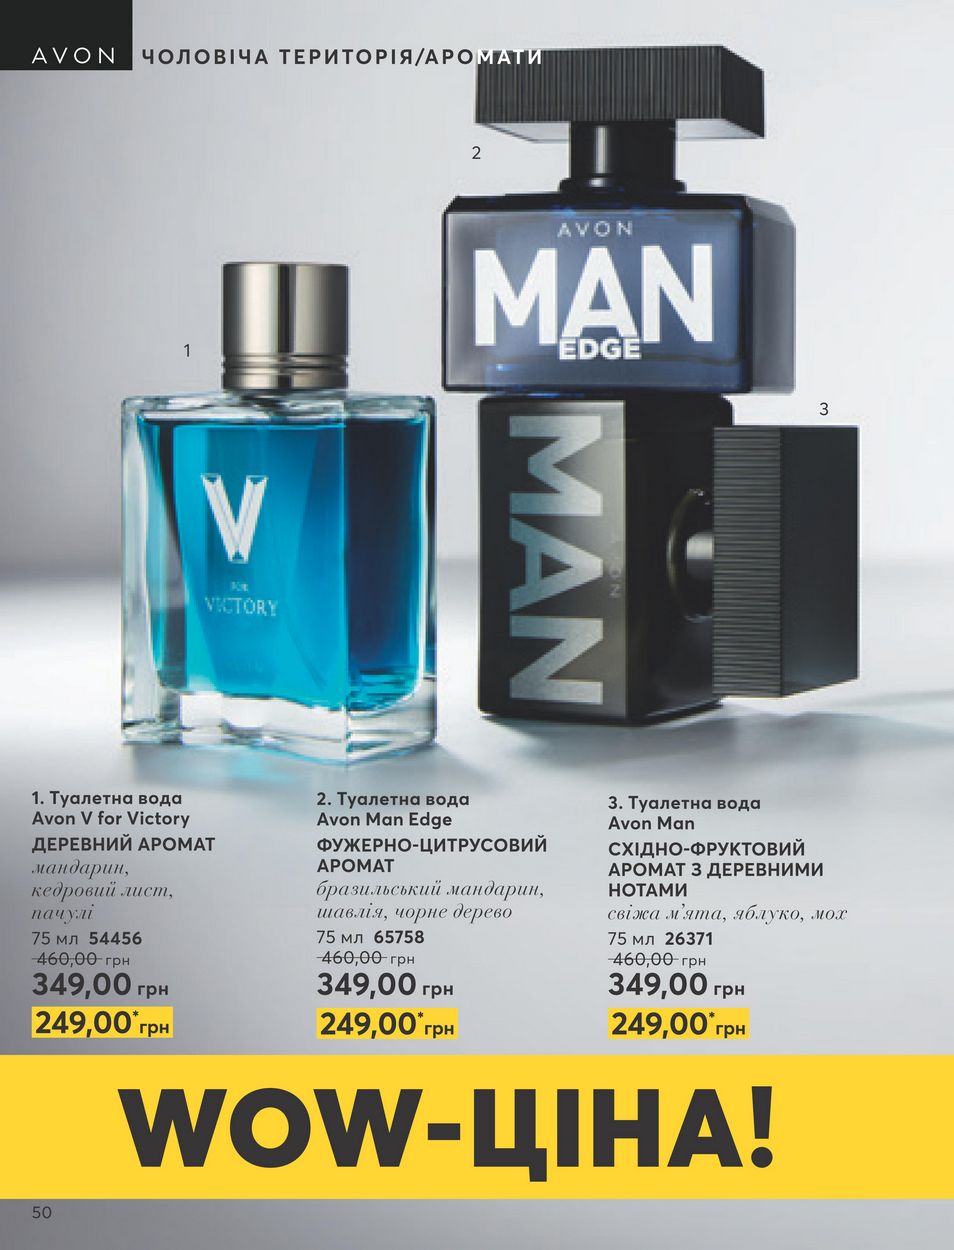 AVON ЧОЛОВІЧА ТЕРИТОРІЯ/АРОМАТИ
2
AVON
MAN
EDGE
1
3
MAN
V
FOR
VICTORY
1. Туалетна вода
Avon V for Victory
ДЕРЕВНИЙ АРОМАТ
мандарин,
кедровий лист,
пачулі
75 мл 54456
460,00 грн
349,00 грн
249,00*грн
2. Туалетна вода
Avon Man Edge
ФУЖЕРНО-ЦИТРУСОВИЙ
АРОМАТ
бразильський мандарин,
шавлія, чорне дерево
75 мл 65758
460,00 грн
349,00 грн
249,00*грн
3. Туалетна вода
Avon Man
СХІДНО-ФРУКТОВИЙ
АРОМАТ З ДЕРЕВНИМИ
НОТАМИ
свіжа м'ята, яблуко, мох
75 мл 26371
460,00 грн
349,00 грн
249,00*грн
WOW-ЦІНА!
50